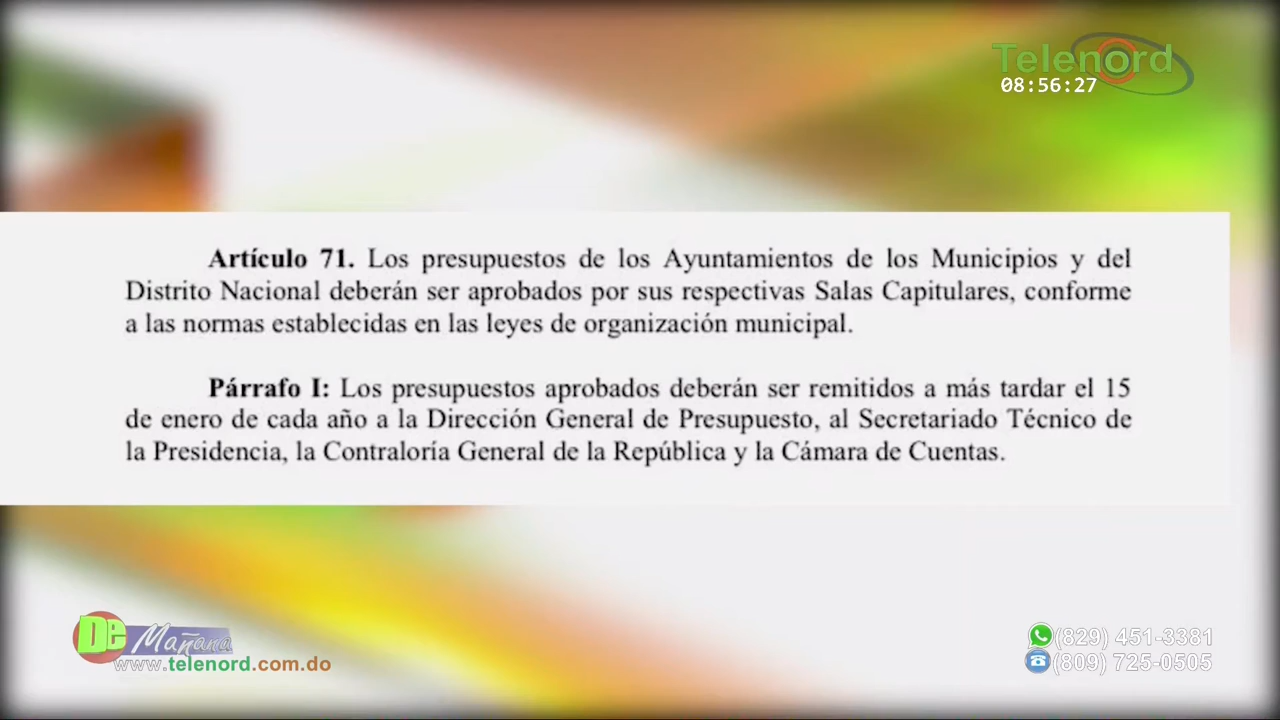 Telenord
08:56:27
Artículo 71. Los presupuestos de los Ayuntamientos de los Municipios y del
Distrito Nacional deberán ser aprobados por sus respectivas Salas Capitulares, conforme
a las normas establecidas en las leyes de organización municipal.
Párrafo I: Los presupuestos aprobados deberán ser remitidos a más tardar el 15
de enero de cada año a la Dirección General de Presupuesto, al Secretariado Técnico de
la Presidencia, la Contraloría General de la República y la Cámara de Cuentas.
De Mañana
www.telenord.com.do
(829) 451-3381
(809) 725-0505